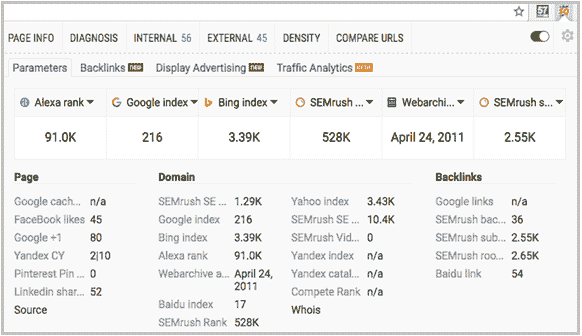 57
PAGE INFO DIAGNOSIS INTERNAL 56 EXTERNAL 45 DENSITY COMPARE URLS
Parameters Backlinks NEW Display Advertising NEW Traffic Analytics BETA
Alexa rank Google index Bing index SEMrush ... Webarchi... SEMrush s...
91.0K 216 3.39K 528K April 24, 2011 2.55K
Page Domain Backlinks
Google cach... n/a SEMrush SE ... 1.29K Yahoo index 3.43K Google links n/a
FaceBook likes 45 Google index 216 SEMrush SE ... 10.4K SEMrush bac... 36
Google +1 80 Bing index 3.39K SEMrush Vid... 0 SEMrush sub... 2.55K
Yandex CY 2|10 Alexa rank 91.0K Yandex index n/a SEMrush roo... 2.65K
Pinterest Pin ... 0 Webarchive a... April 24, 2011 Yandex catal... n/a Baidu link 54
Linkedin shar... 52 Baidu index 17 Compete Rank n/a
Source SEMrush Rank 528K Whois